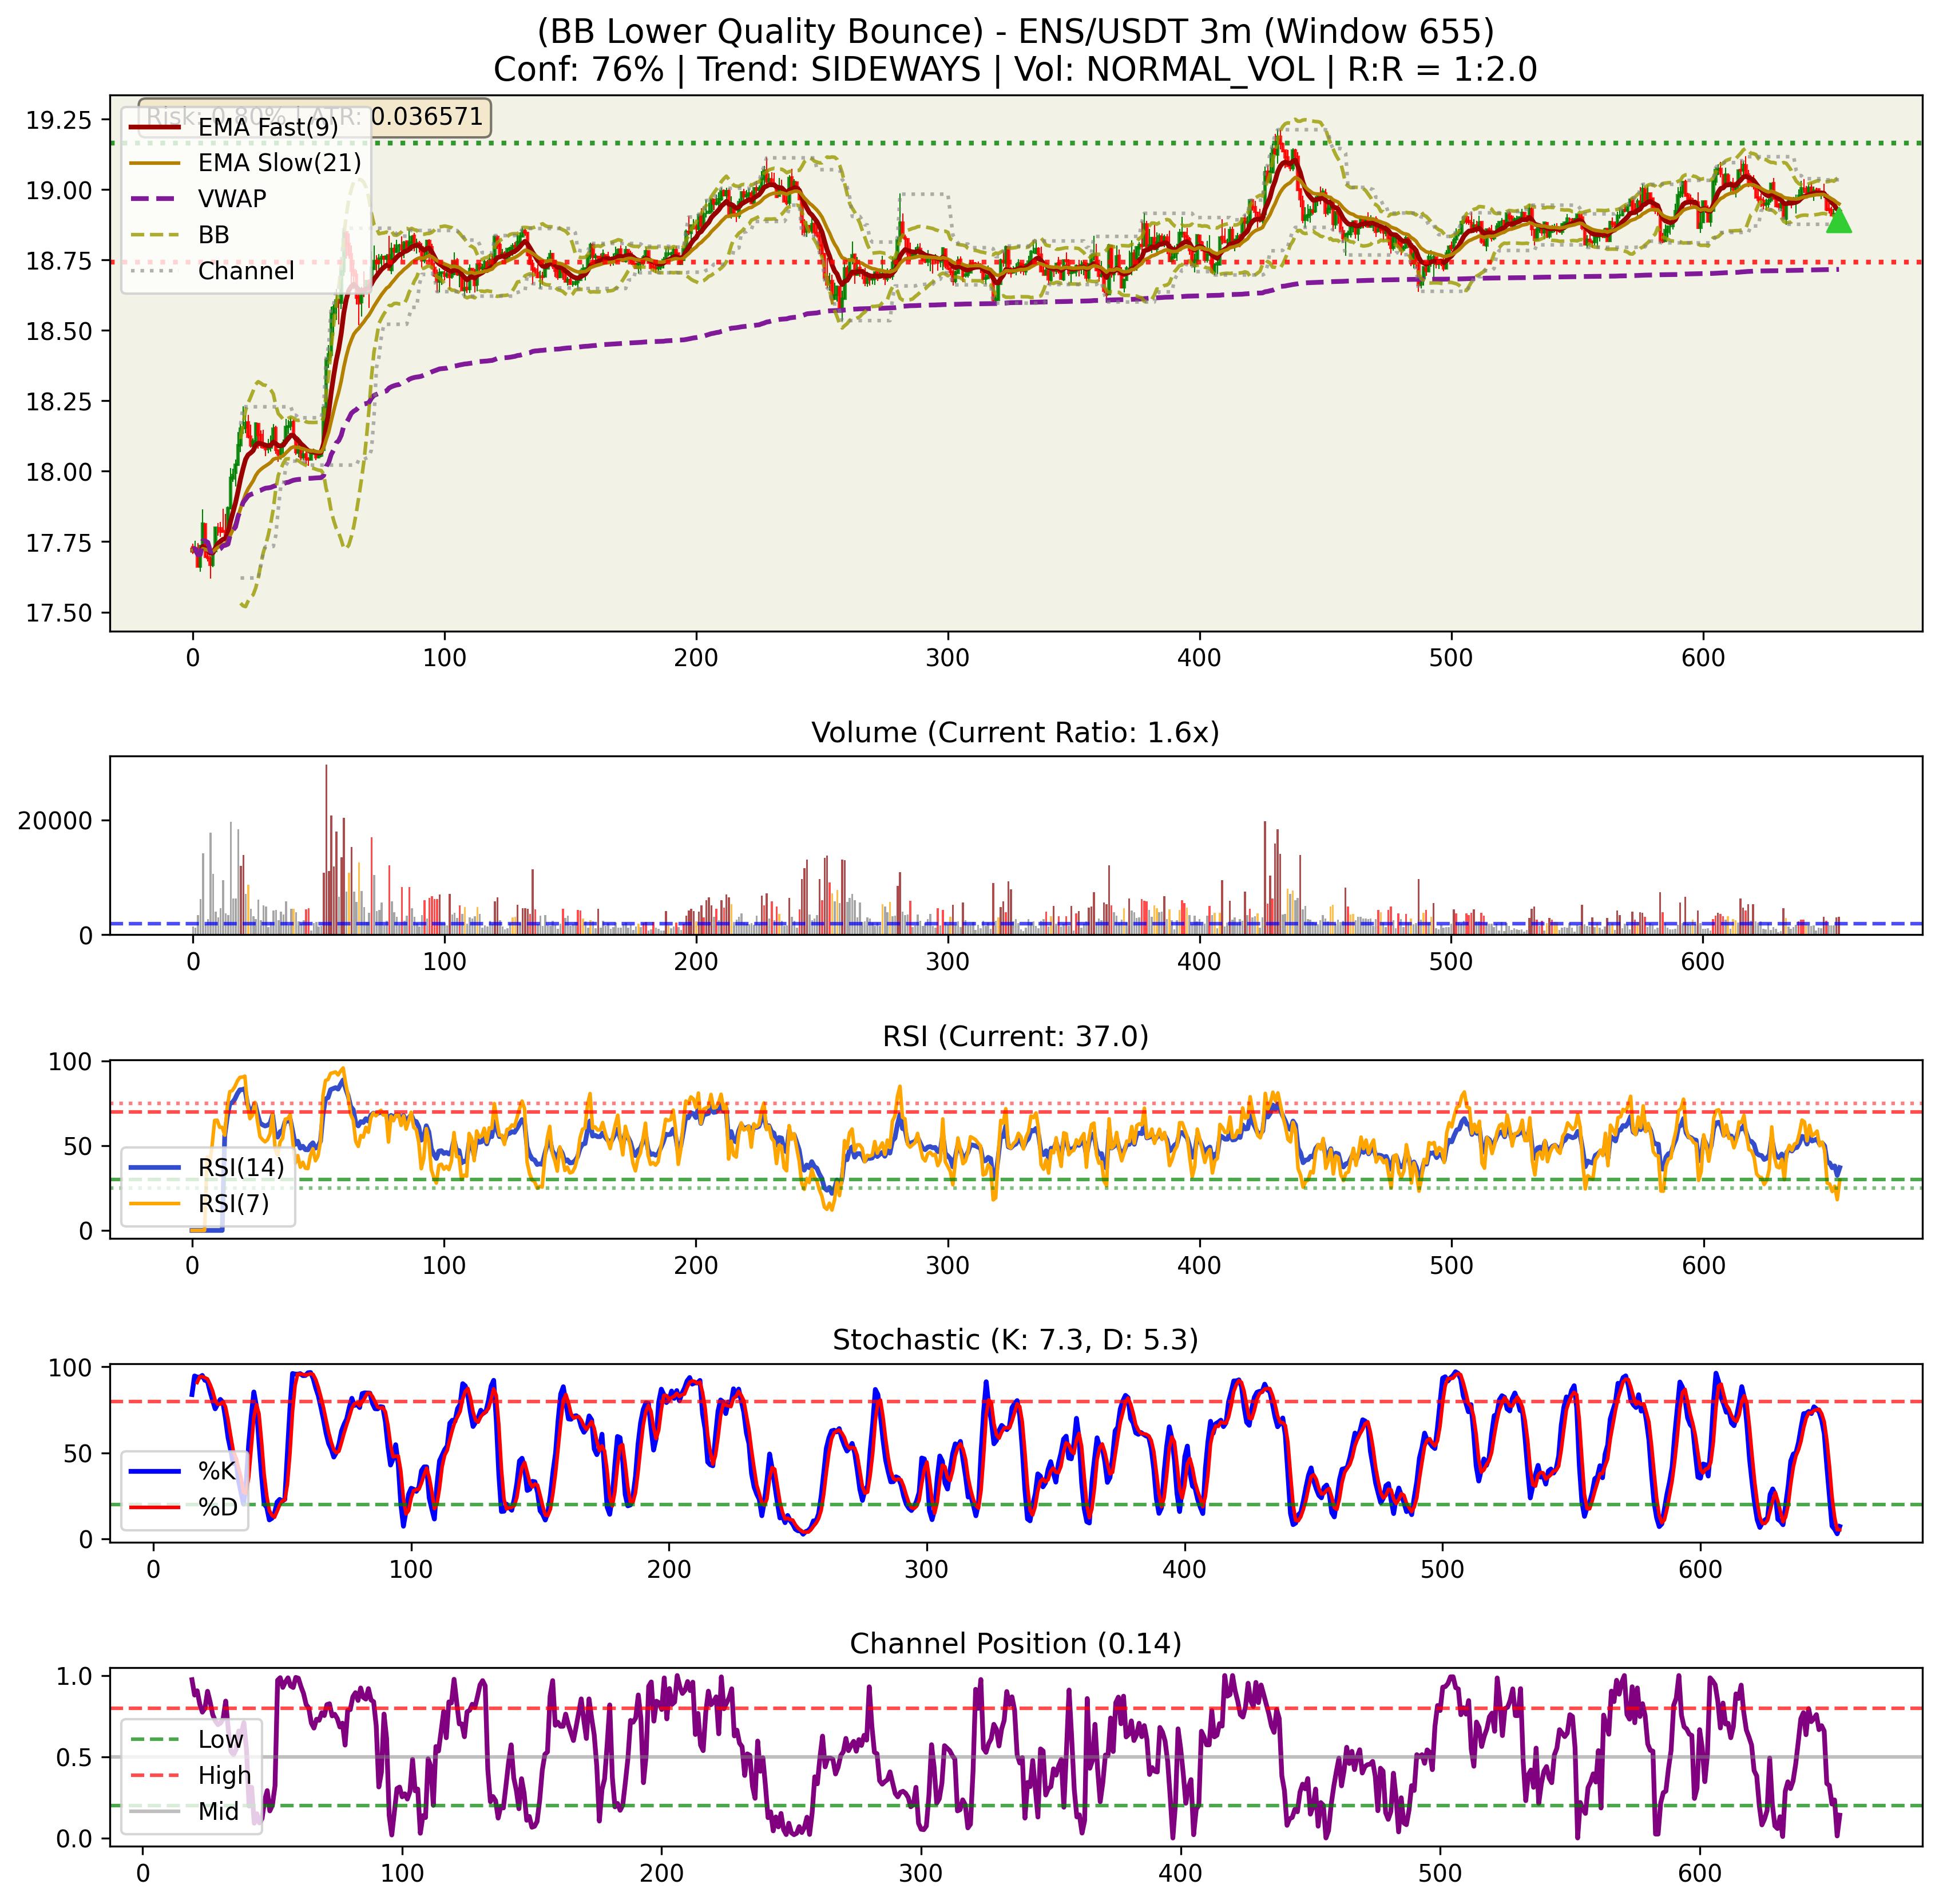 (BB Lower Quality Bounce) - ENS/USDT 3m (Window 655)
Conf: 76% | Trend: SIDEWAYS | Vol: NORMAL_VOL | R:R = 1:2.0
Risk: 0.80% | ATR: 0.036571
EMA Fast(9)
EMA Slow(21)
VWAP
BB
Channel
19.25
19.00
18.75
18.50
18.25
18.00
17.75
17.50
0 100 200 300 400 500 600
Volume (Current Ratio: 1.6x)
20000
0
0 100 200 300 400 500 600
RSI (Current: 37.0)
100
50
0
RSI(14)
RSI(7)
0 100 200 300 400 500 600
Stochastic (K: 7.3, D: 5.3)
100
50
0
%K
%D
0 100 200 300 400 500 600
Channel Position (0.14)
1.0
0.5
0.0
Low
High
Mid
0 100 200 300 400 500 600